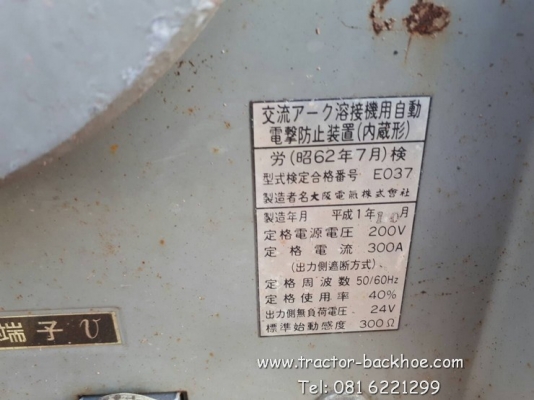 交流アーク溶接機用自動
電撃防止装置(内蔵形)
労(昭62年7月)検
型式検定合格番号 E037
製造者名大阪電氣株式會社
製造年月 平成1年 月
定格電源電圧 200V
定格電流 300A
(出力側遮断方式)
定格周波数 50/60Hz
定格使用率 40%
出力側無負荷電圧 24V
標準始動感度 300Ω
端子ひ
www.tractor-backhoe.com
Tel: 081 6221299